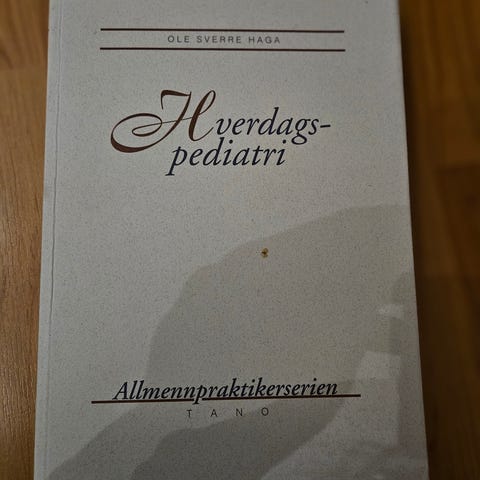 OLE SVERRE HAGA
Hverdags-
pediatri
Allmennpraktikerserien
TANO